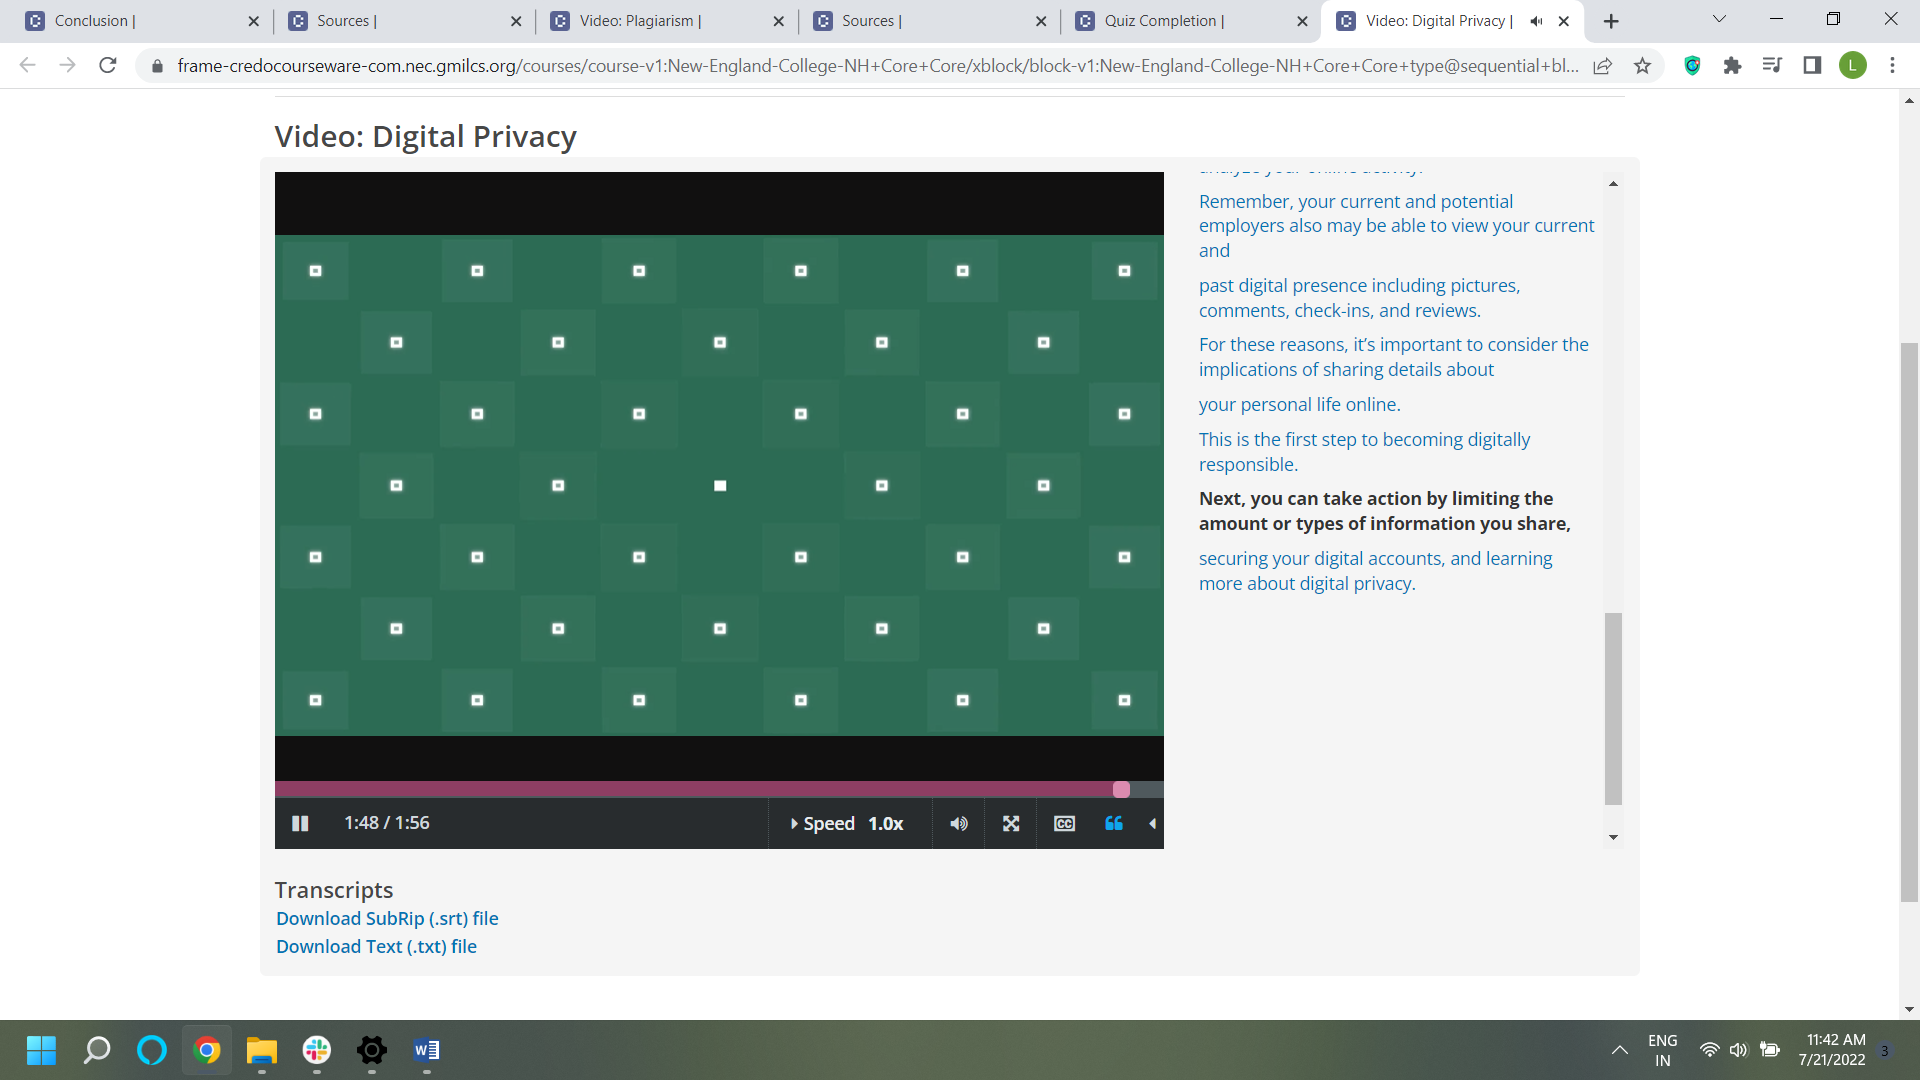 Conclusion |
Sources |
Video: Plagiarism |
Sources |
Quiz Completion |
Video: Digital Privacy |
frame-credocourseware-com.nec.gmilcs.org/courses/course-v1:New-England-College-NH+Core+Core/xblock/block-v1:New-England-College-NH+Core+Core+type@sequential+bl...
L
Video: Digital Privacy
analyze your online activity.
Remember, your current and potential
employers also may be able to view your current
and
past digital presence including pictures,
comments, check-ins, and reviews.
For these reasons, it’s important to consider the
implications of sharing details about
your personal life online.
This is the first step to becoming digitally
responsible.
Next, you can take action by limiting the
amount or types of information you share,
securing your digital accounts, and learning
more about digital privacy.
1:48 / 1:56
Speed 1.0x
CC
Transcripts
Download SubRip (.srt) file
Download Text (.txt) file
W
ENG
IN
11:42 AM
7/21/2022
3